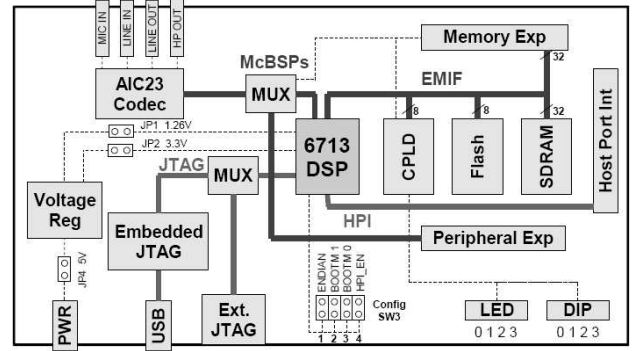 MIC IN
LINE IN
LINE OUT
HP OUT
Memory Exp
32
McBSPs
EMIF
AIC23
Codec
MUX
8
8
32
JP1 1.26V
JP2 3.3V
6713
DSP
CPLD
Flash
SDRAM
Host Port Int
JTAG
MUX
Voltage
Reg
HPI
Embedded
JTAG
Peripheral Exp
JP4 5V
ENDIAN
BOOTM 1
BOOTM 0
HPI_EN
Config
SW3
PWR
USB
Ext.
JTAG
1 2 3 4
LED
DIP
0 1 2 3
0 1 2 3